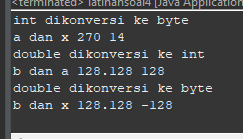 <terminated> latihansoal4 [Java Application]
int dikonversi ke byte
a dan x 270 14
double dikonversi ke int
b dan a 128.128 128
double dikonversi ke byte
b dan x 128.128 -128